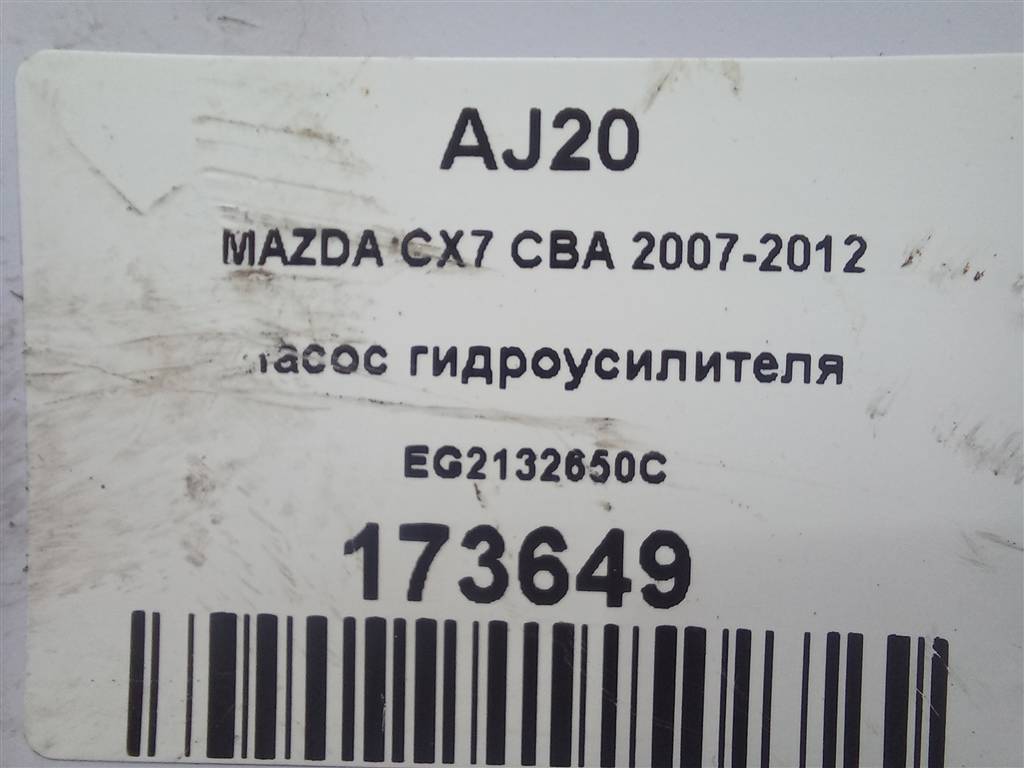 AJ20
MAZDA CX7 CBA 2007-2012
насос гидроусилителя
EG2132650C
173649